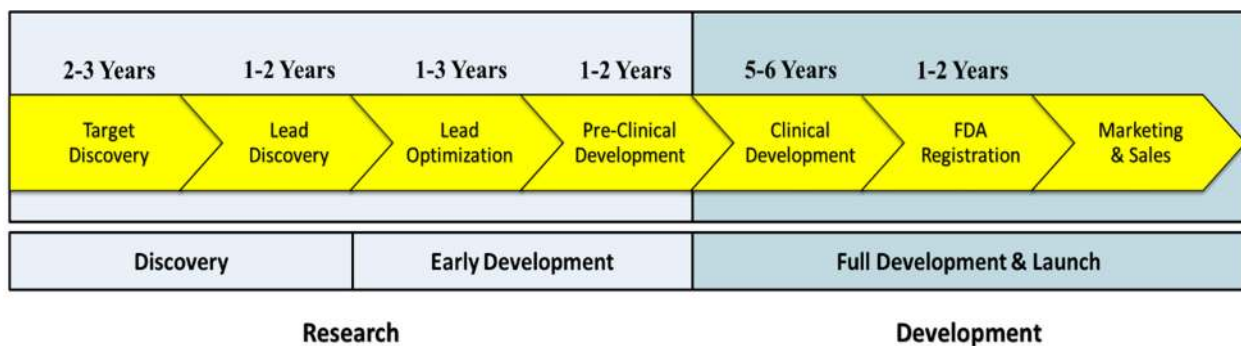 2-3 Years 1-2 Years 1-3 Years 1-2 Years 5-6 Years 1-2 Years
Target
Discovery
Lead
Discovery
Lead
Optimization
Pre-Clinical
Development
Clinical
Development
FDA
Registration
Marketing
& Sales
Discovery
Early Development
Full Development & Launch
Research
Development